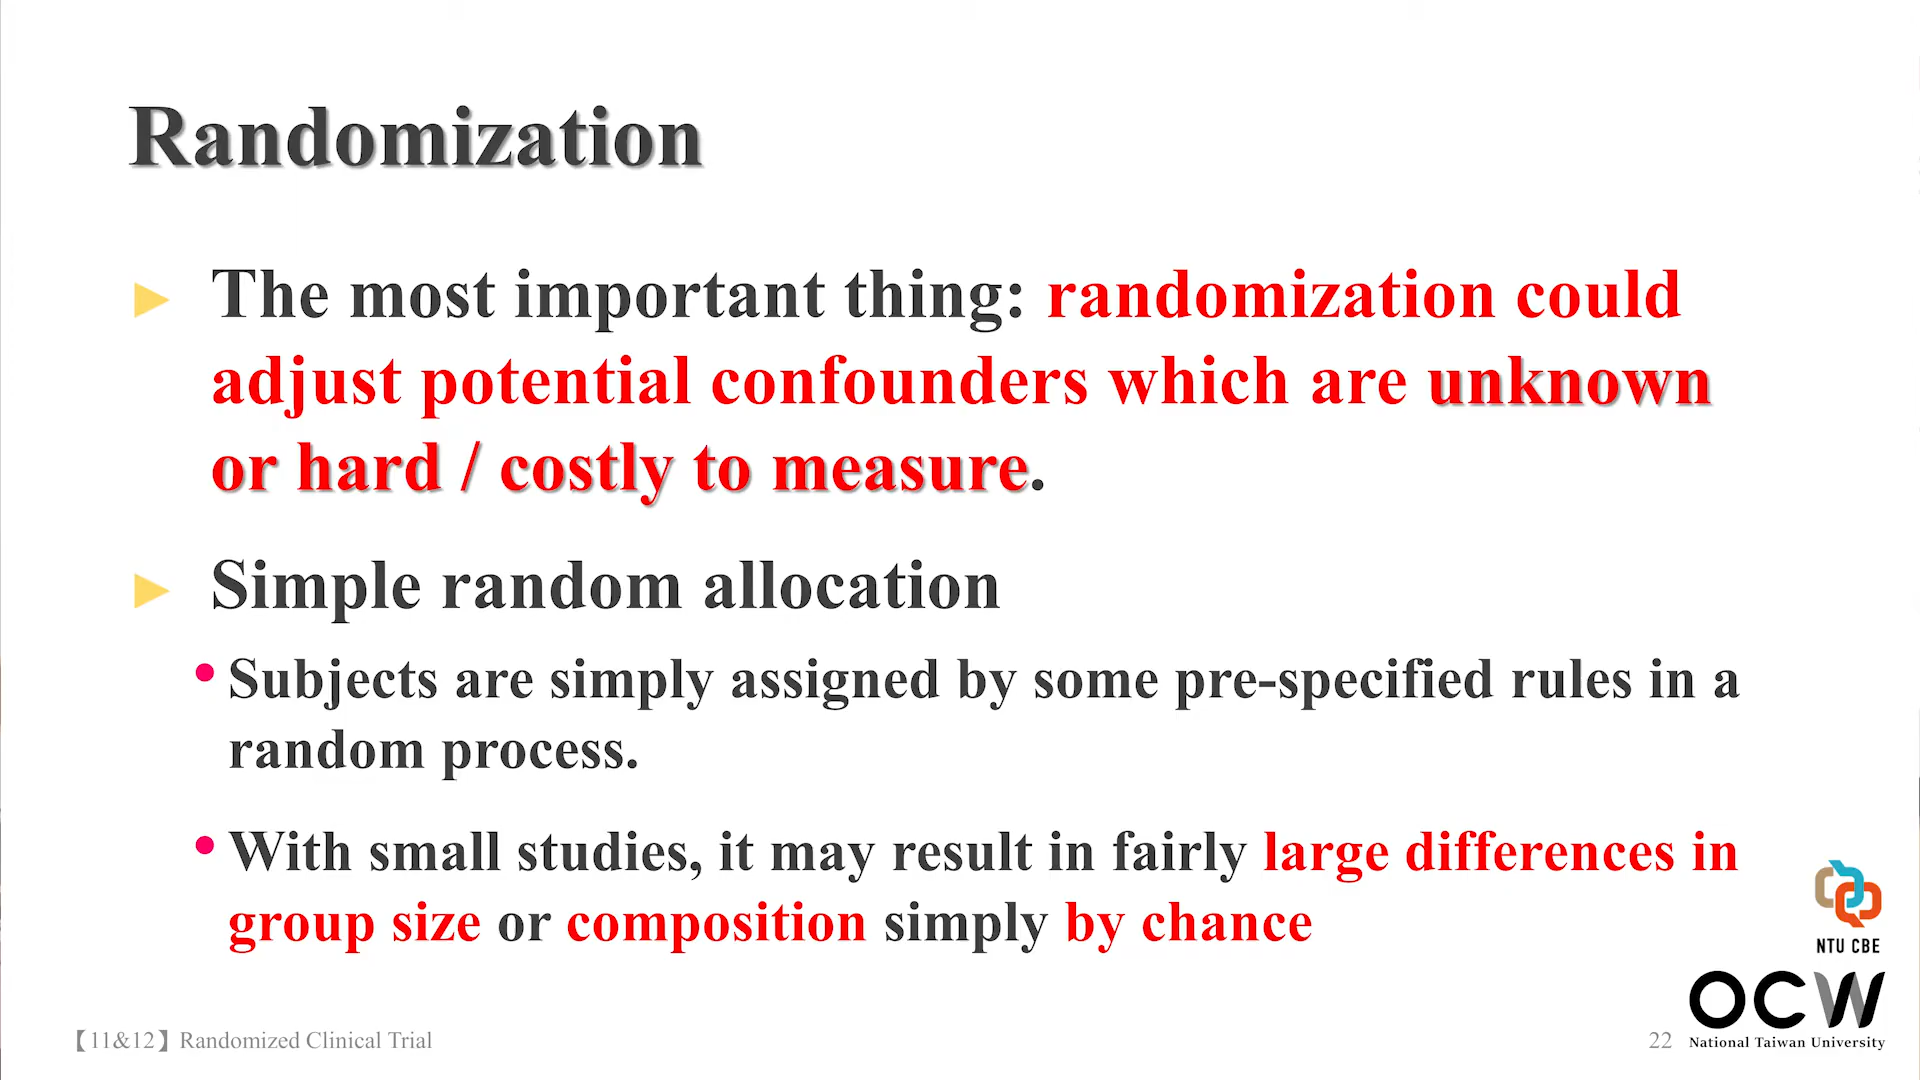 Randomization
The most important thing: randomization could
adjust potential confounders which are unknown
or hard / costly to measure.
Simple random allocation
Subjects are simply assigned by some pre-specified rules in a
random process.
With small studies, it may result in fairly large differences in
group size or composition simply by chance
NTU CBE
OCW
National Taiwan University
【11&12】Randomized Clinical Trial
22